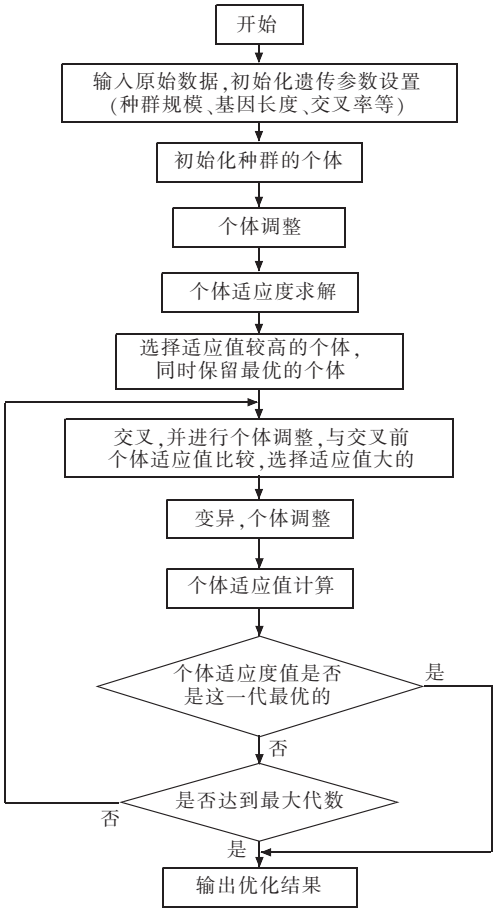 开始
输入原始数据,初始化遗传参数设置
(种群规模、基因长度、交叉率等)
初始化种群的个体
个体调整
个体适应度求解
选择适应值较高的个体,
同时保留最优的个体
交叉,并进行个体调整,与交叉前
个体适应值比较,选择适应值大的
变异,个体调整
个体适应值计算
个体适应度值是否
是这一代最优的
是
否
是否达到最大代数
否
是
输出优化结果